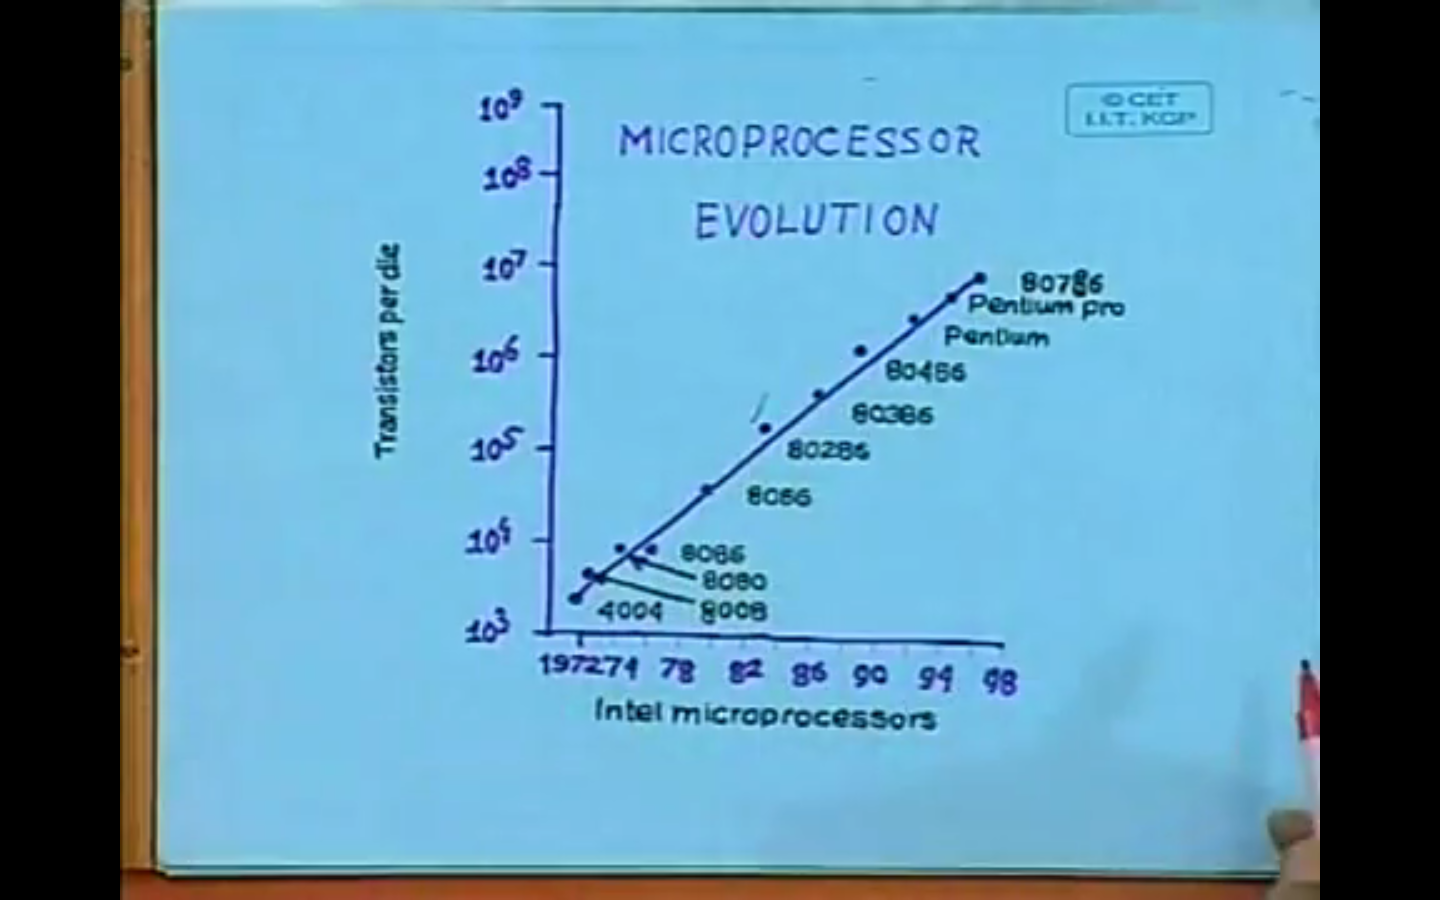 MICROPROCESSOR
EVOLUTION
© CET
I.I.T. KGP
Transistors per die
10⁹
10⁸
10⁷
10⁶
10⁵
10⁴
10³
80786
Pentium pro
Pentium
80486
80386
80286
8086
8085
8080
8008
4004
1972 74 78 82 86 90 94 98
Intel microprocessors